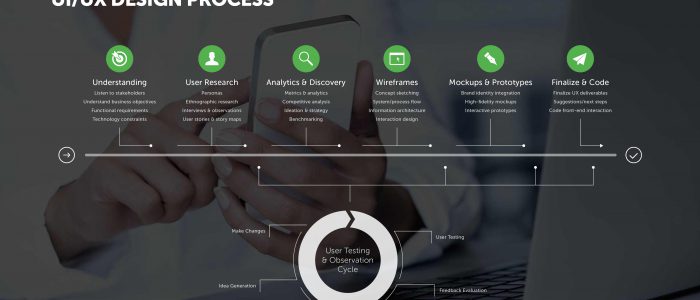 UI/UX DESIGN PROCESS
Understanding
Listen to stakeholders
Understand business objectives
Functional requirements
Technology constraints
User Research
Personas
Ethnographic research
Interviews & observations
User stories & story maps
Analytics & Discovery
Metrics & analytics
Competitive analysis
Ideation & strategy
Benchmarking
Wireframes
Concept sketching
System/process flow
Information architecture
Interaction design
Mockups & Prototypes
Brand identity integration
High-fidelity mockups
Interactive prototypes
Finalize & Code
Finalize UX deliverables
Suggestions/next steps
Code front-end interaction
Make Changes
User Testing
User Testing
& Observation
Cycle
Idea Generation
Feedback Evaluation